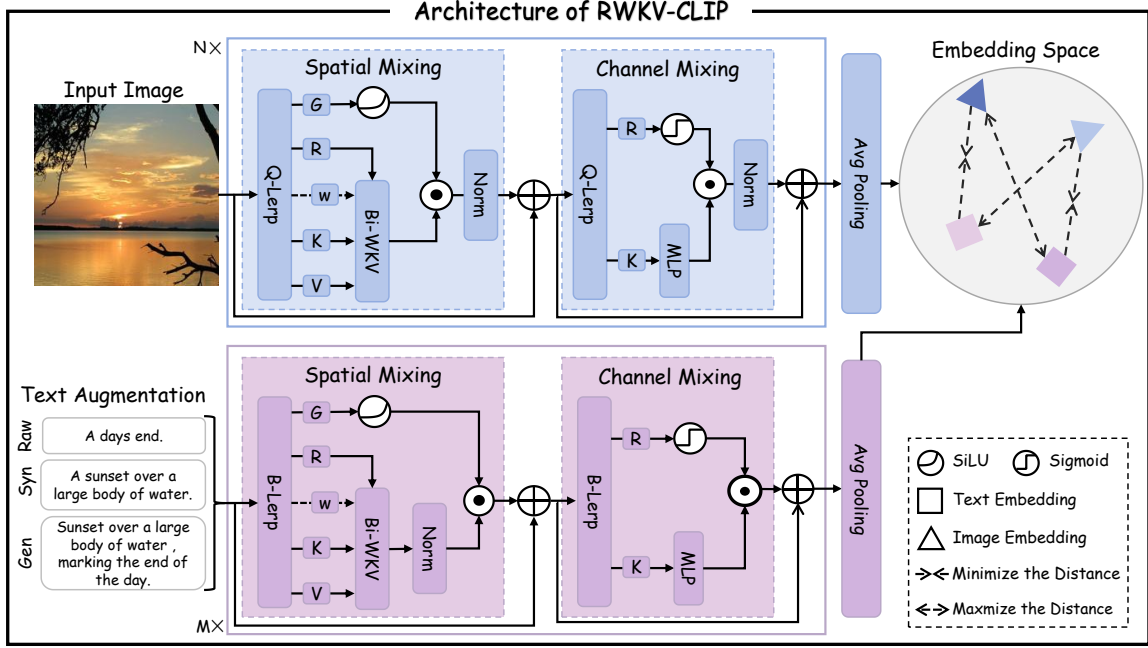 Architecture of RWKV-CLIP
N×
Input Image
Spatial Mixing
Q-Lerp
G
R
w
K
V
Bi-WKV
Norm
Channel Mixing
Q-Lerp
R
K
MLP
Norm
Avg Pooling
Embedding Space
Text Augmentation
Raw
A days end.
Syn
A sunset over a
large body of water.
Gen
Sunset over a large
body of water ,
marking the end of
the day.
M×
Spatial Mixing
B-Lerp
G
R
w
K
V
Bi-WKV
Norm
Channel Mixing
B-Lerp
R
K
MLP
Avg Pooling
SiLU
Sigmoid
Text Embedding
Image Embedding
Minimize the Distance
Maxmize the Distance